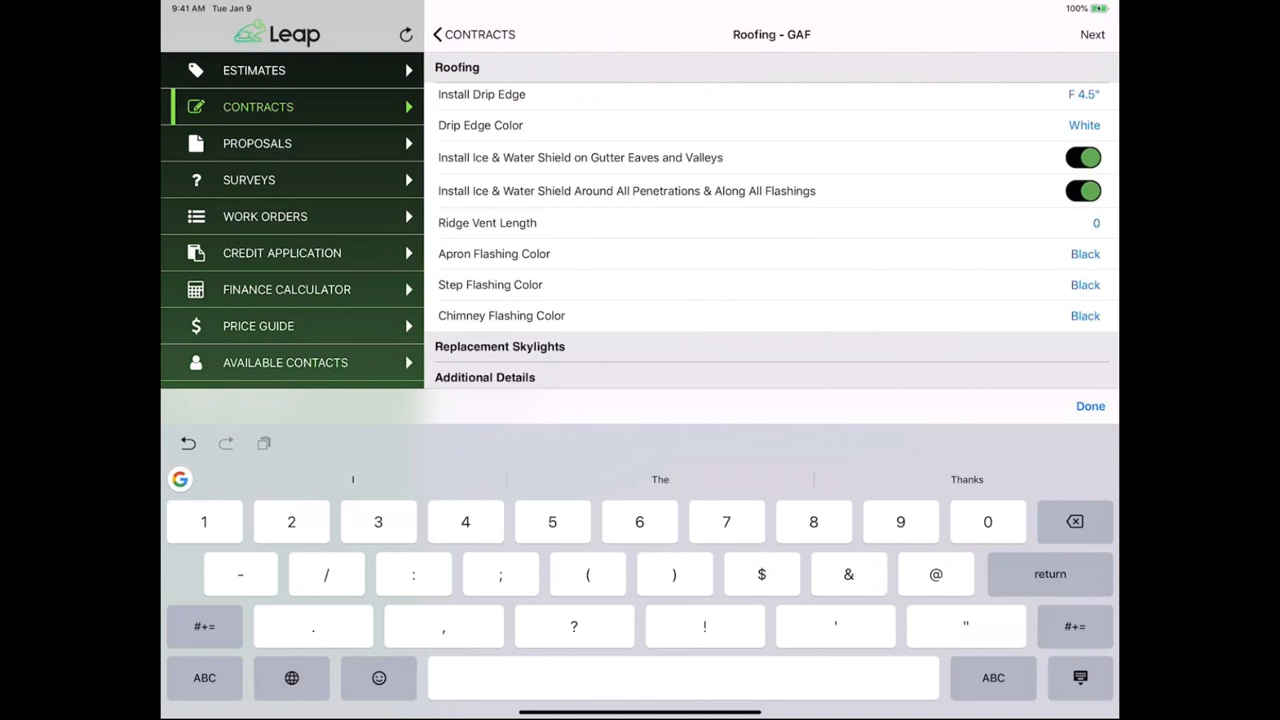 9:41 AM Tue Jan 9
100%
Leap
CONTRACTS
Roofing - GAF
Next
ESTIMATES
CONTRACTS
PROPOSALS
SURVEYS
WORK ORDERS
CREDIT APPLICATION
FINANCE CALCULATOR
PRICE GUIDE
AVAILABLE CONTACTS
Roofing
Install Drip Edge F 4.5"
Drip Edge Color White
Install Ice & Water Shield on Gutter Eaves and Valleys
Install Ice & Water Shield Around All Penetrations & Along All Flashings
Ridge Vent Length 0
Apron Flashing Color Black
Step Flashing Color Black
Chimney Flashing Color Black
Replacement Skylights
Additional Details
Done
G
I The Thanks
1 2 3 4 5 6 7 8 9 0
- / : ; ( ) $ & @ return
#+= . , ? ! ' " #+=
ABC ABC